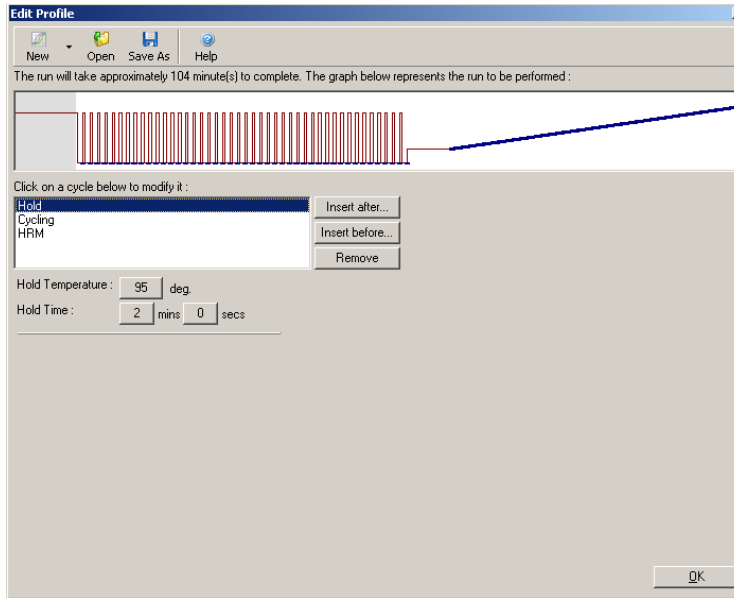 Edit Profile
New Open Save As Help
The run will take approximately 104 minute(s) to complete. The graph below represents the run to be performed :
Click on a cycle below to modify it :
Hold
Cycling
HRM
Insert after...
Insert before...
Remove
Hold Temperature : 95 deg.
Hold Time : 2 mins 0 secs
OK